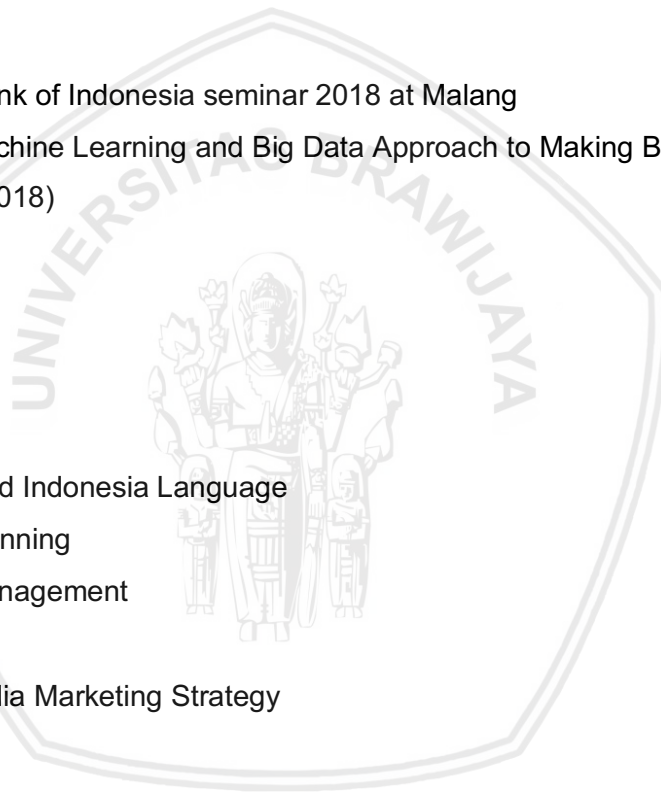 nk of Indonesia seminar 2018 at Malang
chine Learning and Big Data Approach to Making B
018)
UNIVERSITAS BRAWIJAYA
d Indonesia Language
nning
nagement
lia Marketing Strategy